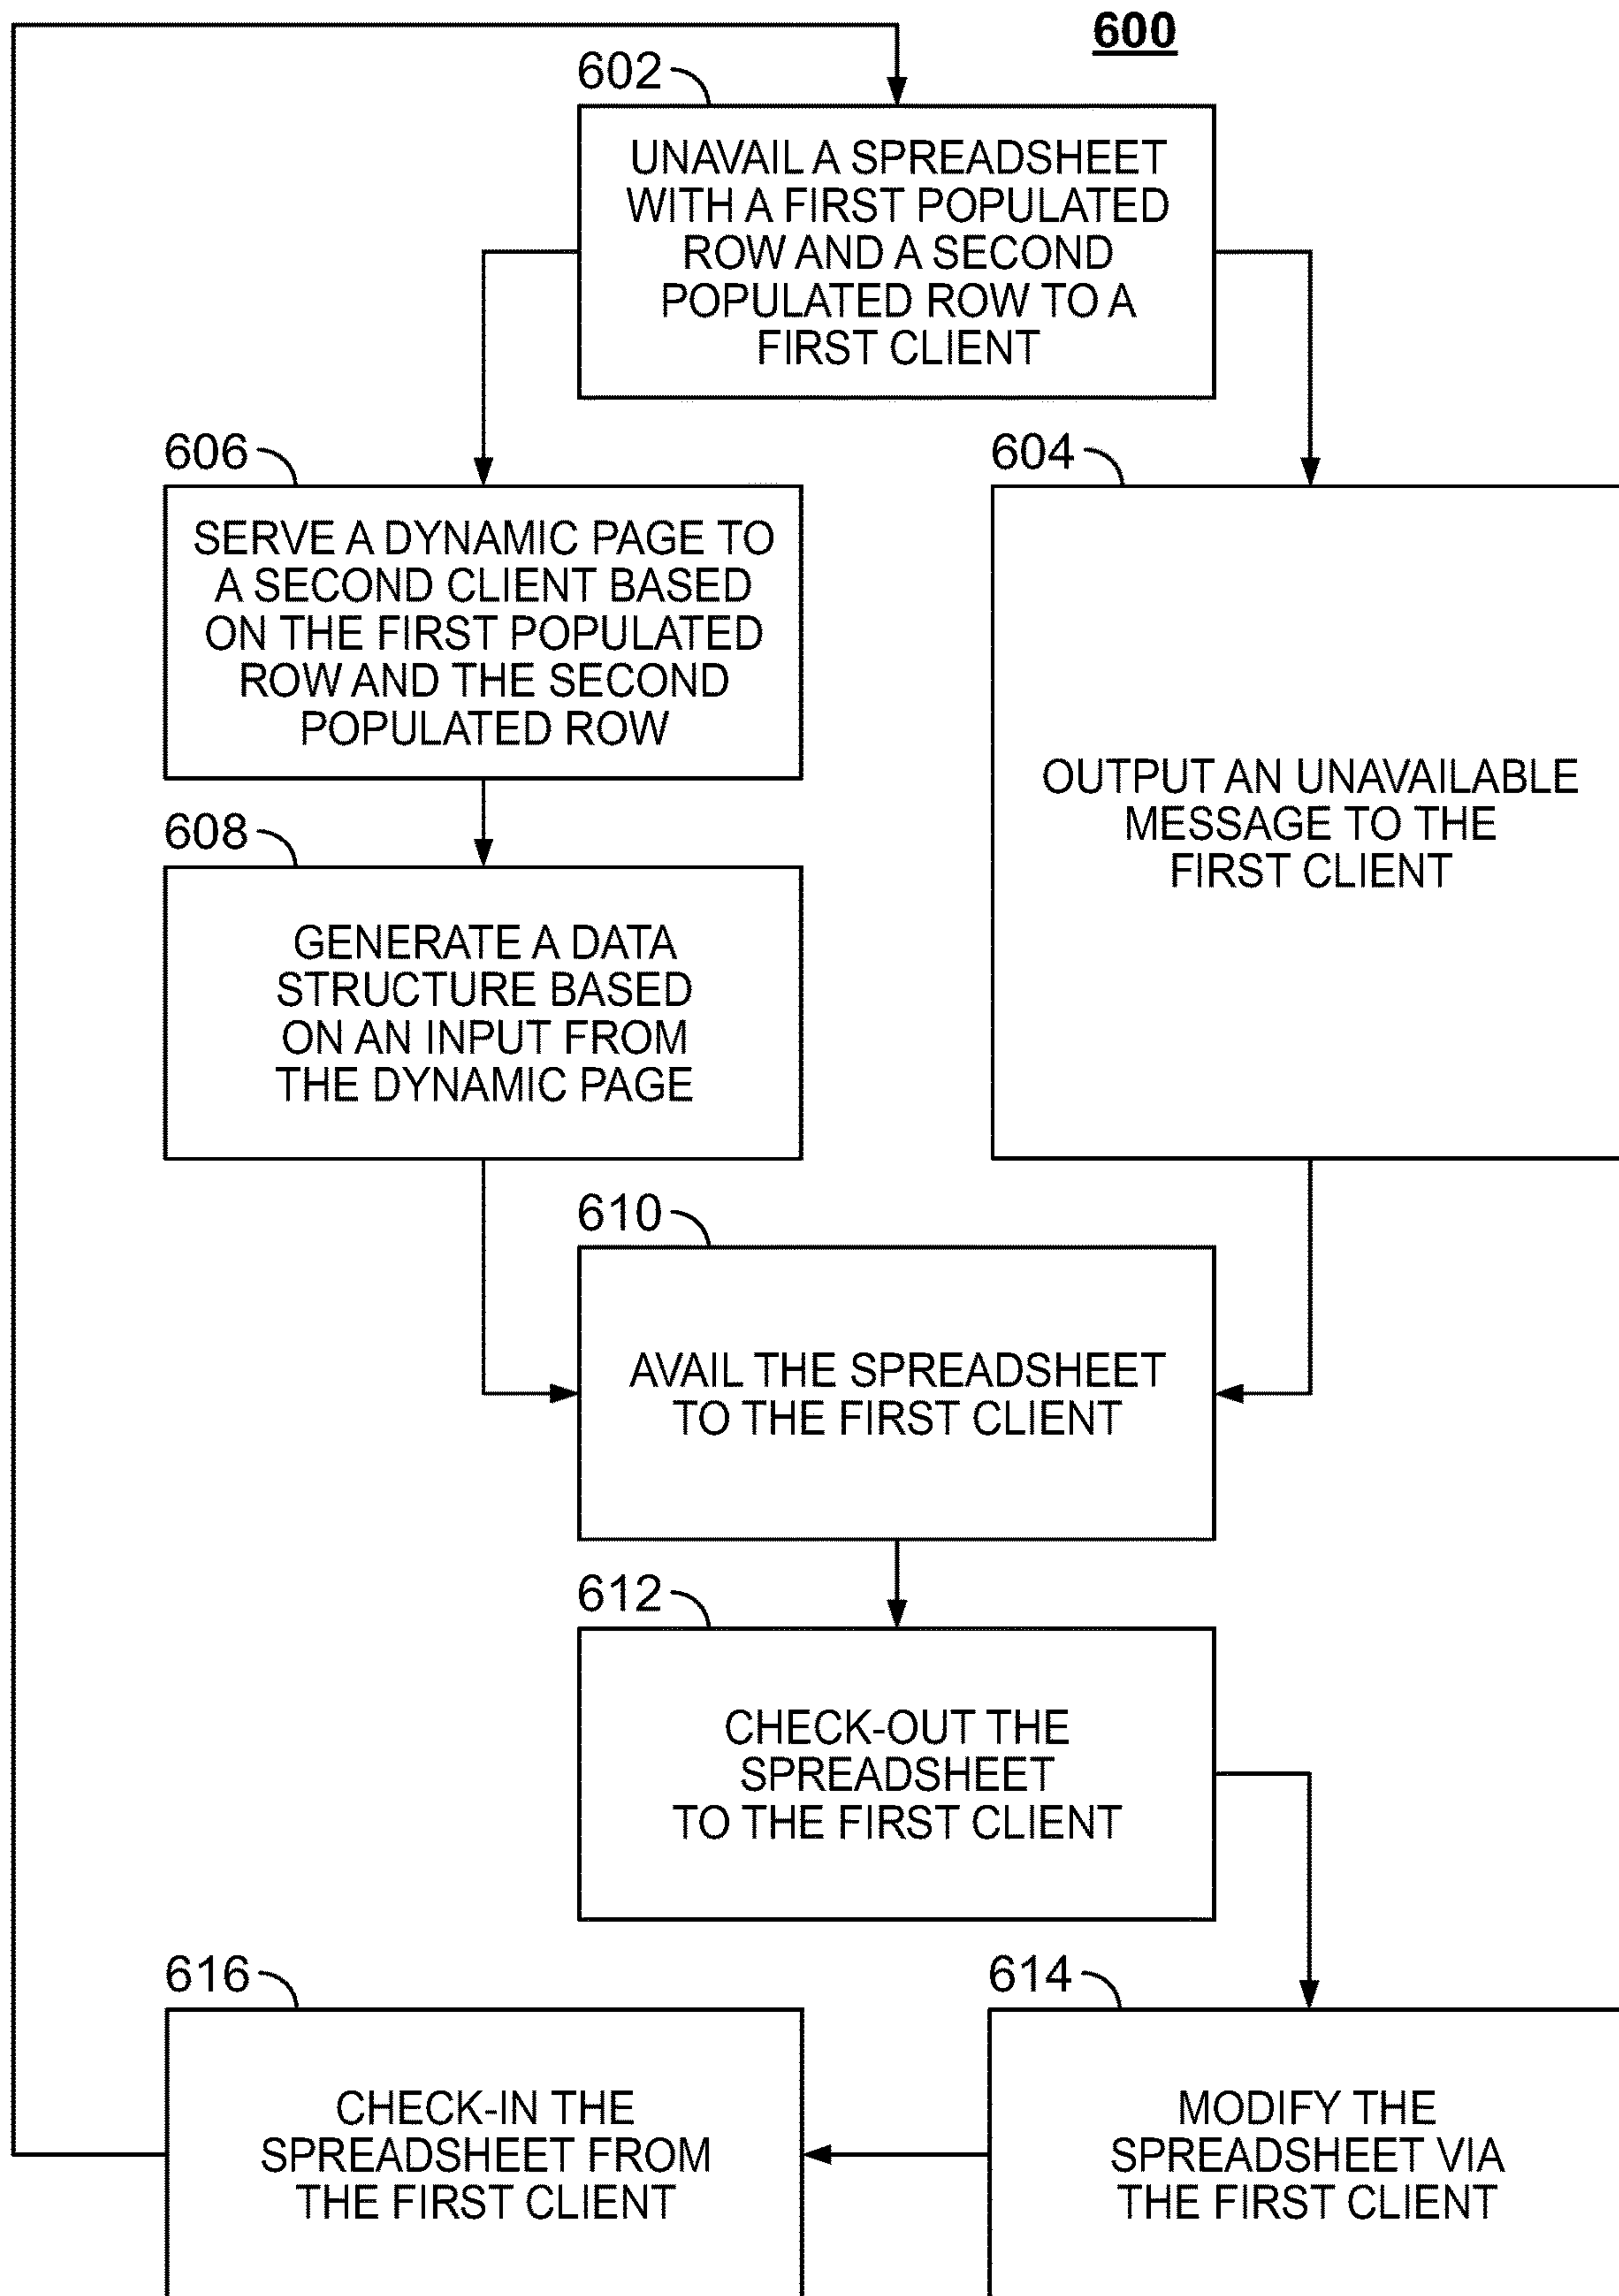 600
602
UNAVAIL A SPREADSHEET
WITH A FIRST POPULATED
ROW AND A SECOND
POPULATED ROW TO A
FIRST CLIENT
606
SERVE A DYNAMIC PAGE TO
A SECOND CLIENT BASED
ON THE FIRST POPULATED
ROW AND THE SECOND
POPULATED ROW
604
OUTPUT AN UNAVAILABLE
MESSAGE TO THE
FIRST CLIENT
608
GENERATE A DATA
STRUCTURE BASED
ON AN INPUT FROM
THE DYNAMIC PAGE
610
AVAIL THE SPREADSHEET
TO THE FIRST CLIENT
612
CHECK-OUT THE
SPREADSHEET
TO THE FIRST CLIENT
616
CHECK-IN THE
SPREADSHEET FROM
THE FIRST CLIENT
614
MODIFY THE
SPREADSHEET VIA
THE FIRST CLIENT